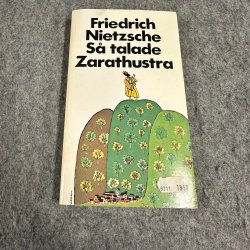 Friedrich
Nietzsche
Så talade
Zarathustra